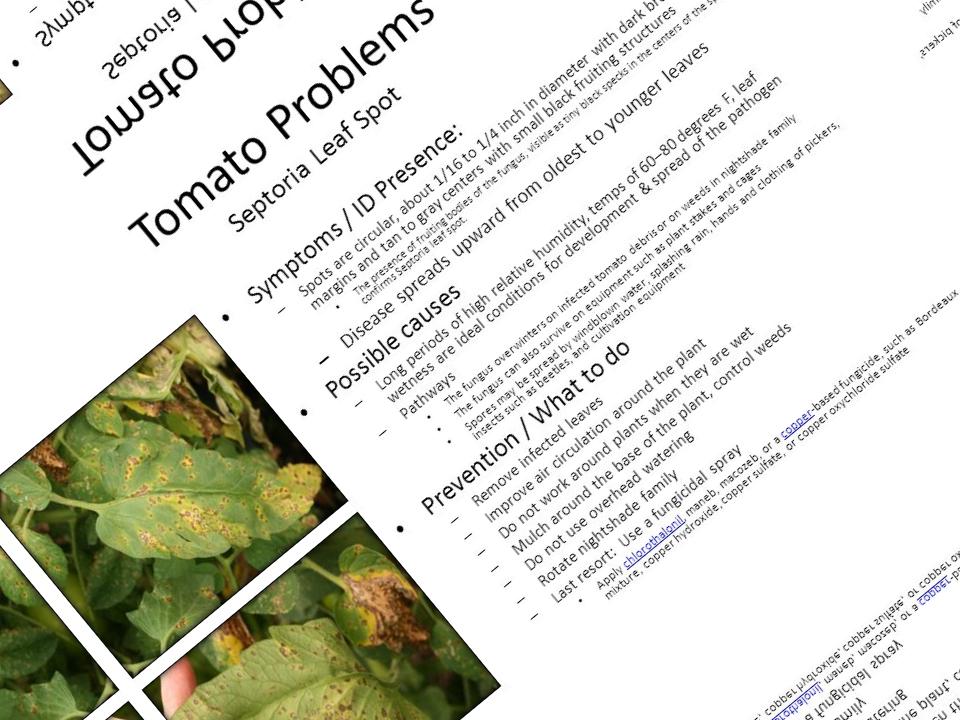 Tomato Problems
Septoria Leaf Spot
• Symptoms / ID Presence:
– Spots are circular, about 1/16 to 1/4 inch in diameter with dark
margins and tan to gray centers with small black fruiting structures
• The presence of fruiting bodies of the fungus, visible as tiny black specks in the centers of the
confirms Septoria leaf spot.
– Disease spreads upward from oldest to younger leaves
• Possible causes
– Long periods of high relative humidity, temps of 60–80 degrees F, leaf
wetness are ideal conditions for development & spread of the pathogen
– Pathways
• The fungus overwinters on infected tomato debris or on weeds in nightshade family
• The fungus can also survive on equipment such as plant stakes and cages
• Spores may be spread by windblown water, splashing rain, hands and clothing of pickers,
insects such as beetles, and cultivation equipment
• Prevention / What to do
– Remove infected leaves
– Improve air circulation around the plant
– Do not work around plants when they are wet
– Mulch around the base of the plant, control weeds
– Do not use overhead watering
– Rotate nightshade family
– Last resort: Use a fungicidal spray
• Apply chlorothalonil, maneb, macozeb, or a copper-based fungicide, such as Bordeaux
mixture, copper hydroxide, copper sulfate, or copper oxychloride sulfate